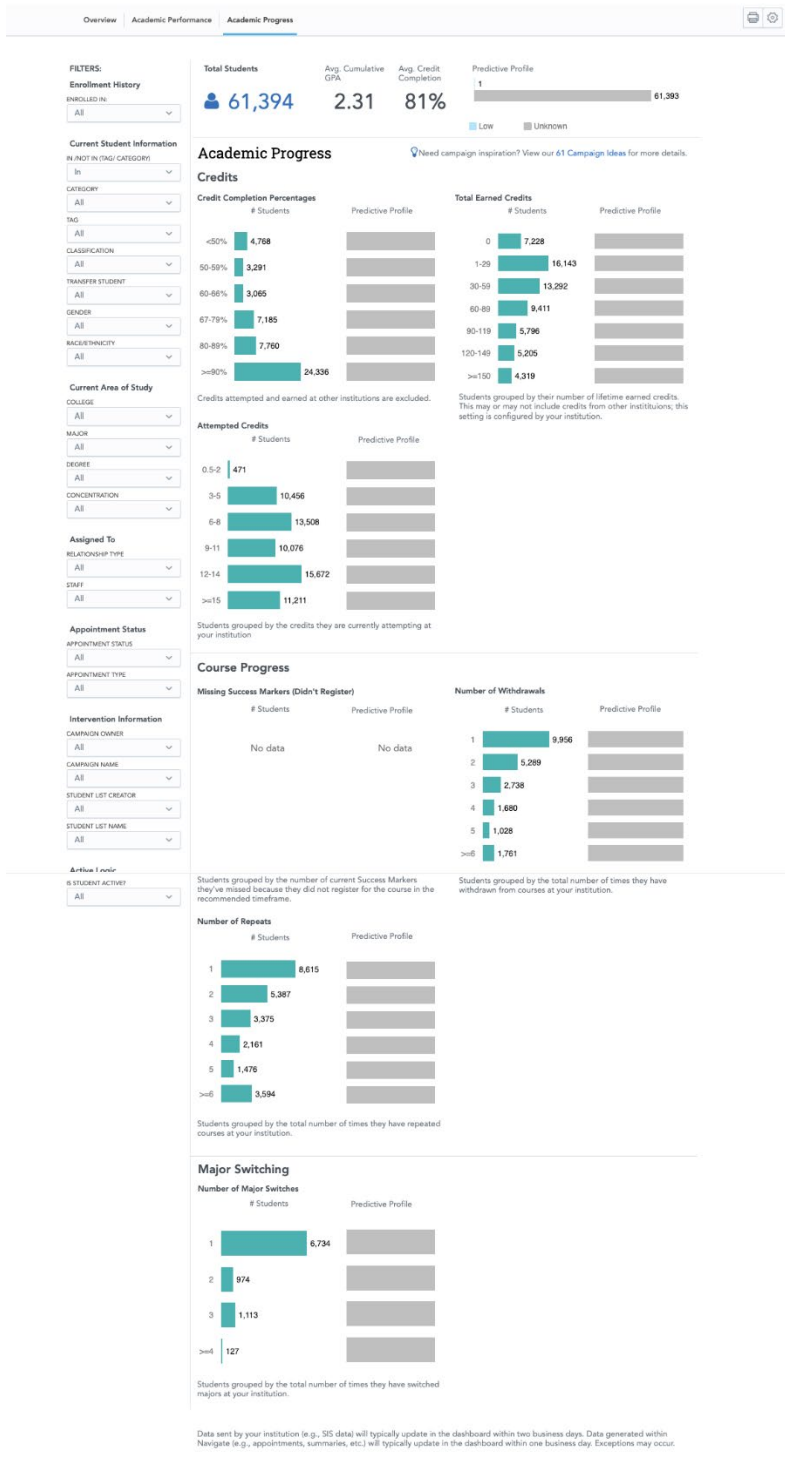 Overview Academic Performance Academic Progress
FILTERS:
Enrollment History
ENROLLED IN:
All
Current Student Information
IN /NOT IN (TAG/ CATEGORY)
In
CATEGORY
All
TAG
All
CLASSIFICATION
All
TRANSFER STUDENT
All
GENDER
All
RACE/ETHNICITY
All
Current Area of Study
COLLEGE
All
MAJOR
All
DEGREE
All
CONCENTRATION
All
Assigned To
RELATIONSHIP TYPE
All
STAFF
All
Appointment Status
APPOINTMENT STATUS
All
APPOINTMENT TYPE
All
Intervention Information
CAMPAIGN OWNER
All
CAMPAIGN NAME
All
STUDENT LIST CREATOR
All
STUDENT LIST NAME
All
Active Logic
IS STUDENT ACTIVE?
All
Total Students
61,394
Avg. Cumulative
GPA
2.31
Avg. Credit
Completion
81%
Predictive Profile
1
61,393
Low Unknown
Academic Progress
Need campaign inspiration? View our 61 Campaign Ideas for more details.
Credits
Credit Completion Percentages
# Students Predictive Profile
<50% 4,768
50-59% 3,291
60-66% 3,065
67-79% 7,185
80-89% 7,760
>=90% 24,336
Credits attempted and earned at other institutions are excluded.
Total Earned Credits
# Students Predictive Profile
0 7,228
1-29 16,143
30-59 13,292
60-89 9,411
90-119 5,796
120-149 5,205
>=150 4,319
Students grouped by their number of lifetime earned credits.
This may or may not include credits from other instititiuions; this
setting is configured by your institution.
Attempted Credits
# Students Predictive Profile
0.5-2 471
3-5 10,456
6-8 13,508
9-11 10,076
12-14 15,672
>=15 11,211
Students grouped by the credits they are currently attempting at
your institution
Course Progress
Missing Success Markers (Didn't Register)
# Students Predictive Profile
No data No data
Students grouped by the number of current Success Markers
they've missed because they did not register for the course in the
recommended timeframe.
Number of Withdrawals
# Students Predictive Profile
1 9,956
2 5,289
3 2,738
4 1,680
5 1,028
>=6 1,761
Students grouped by the total number of times they have
withdrawn from courses at your institution.
Number of Repeats
# Students Predictive Profile
1 8,615
2 5,387
3 3,375
4 2,161
5 1,476
>=6 3,594
Students grouped by the total number of times they have repeated
courses at your institution.
Major Switching
Number of Major Switches
# Students Predictive Profile
1 6,734
2 974
3 1,113
>=4 127
Students grouped by the total number of times they have switched
majors at your institution.
Data sent by your institution (e.g., SIS data) will typically update in the dashboard within two business days. Data generated within
Navigate (e.g., appointments, summaries, etc.) will typically update in the dashboard within one business day. Exceptions may occur.